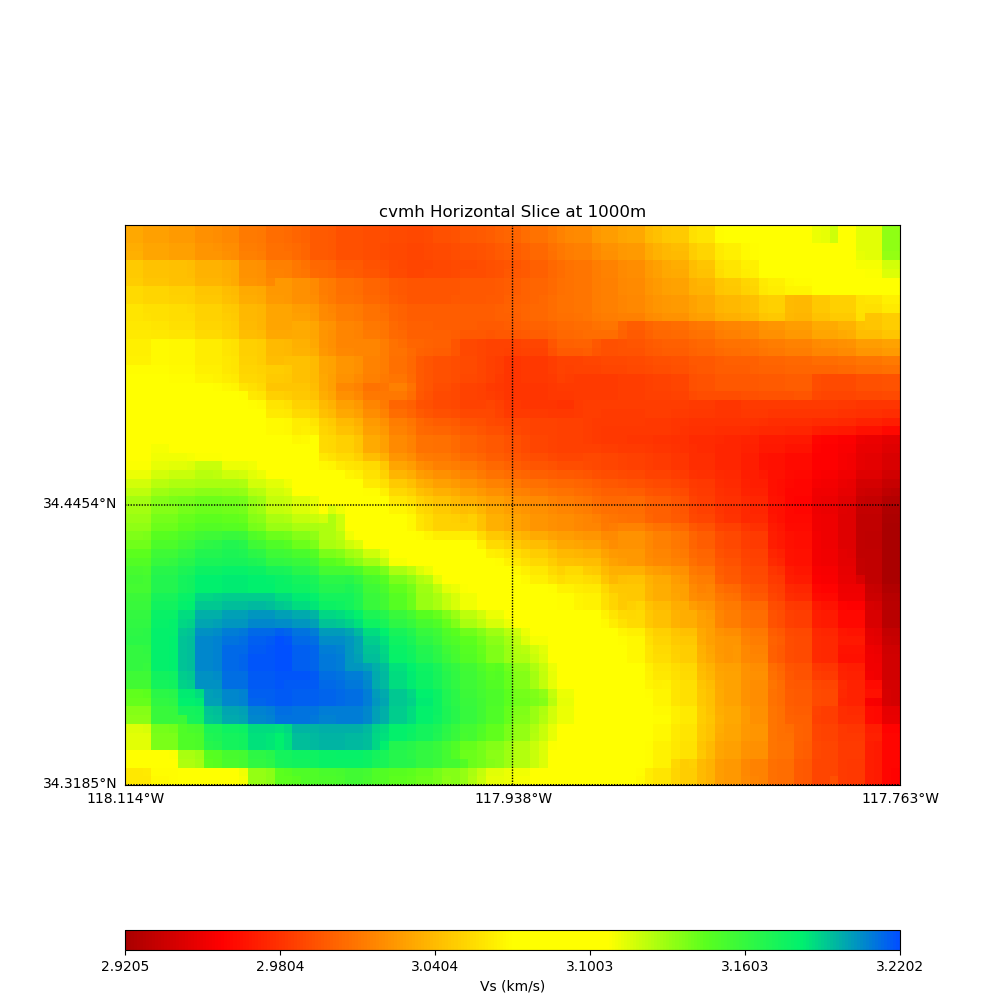 cvmh Horizontal Slice at 1000m
34.4454°N
34.3185°N
118.114°W 117.938°W 117.763°W
2.9205 2.9804 3.0404 3.1003 3.1603 3.2202
Vs (km/s)